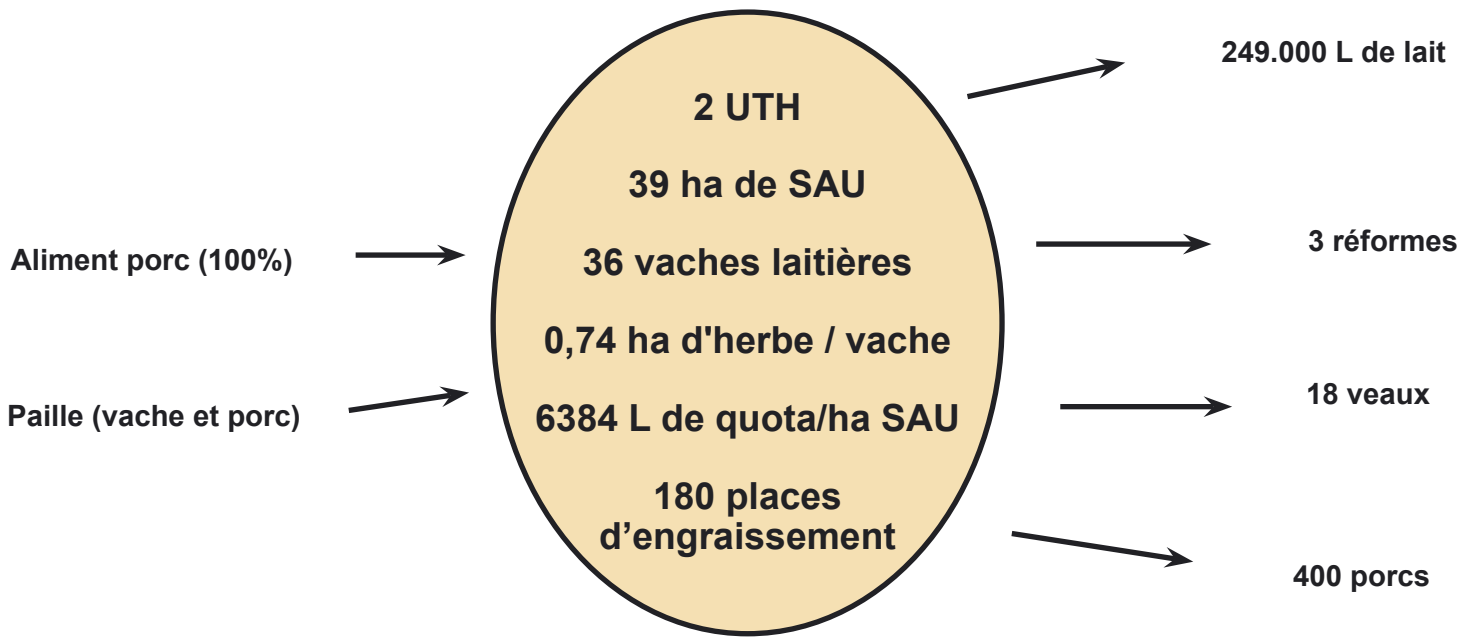 Aliment porc (100%)
Paille (vache et porc)
2 UTH
39 ha de SAU
36 vaches laitières
0,74 ha d'herbe / vache
6384 L de quota/ha SAU
180 places
d’engraissement
249.000 L de lait
3 réformes
18 veaux
400 porcs